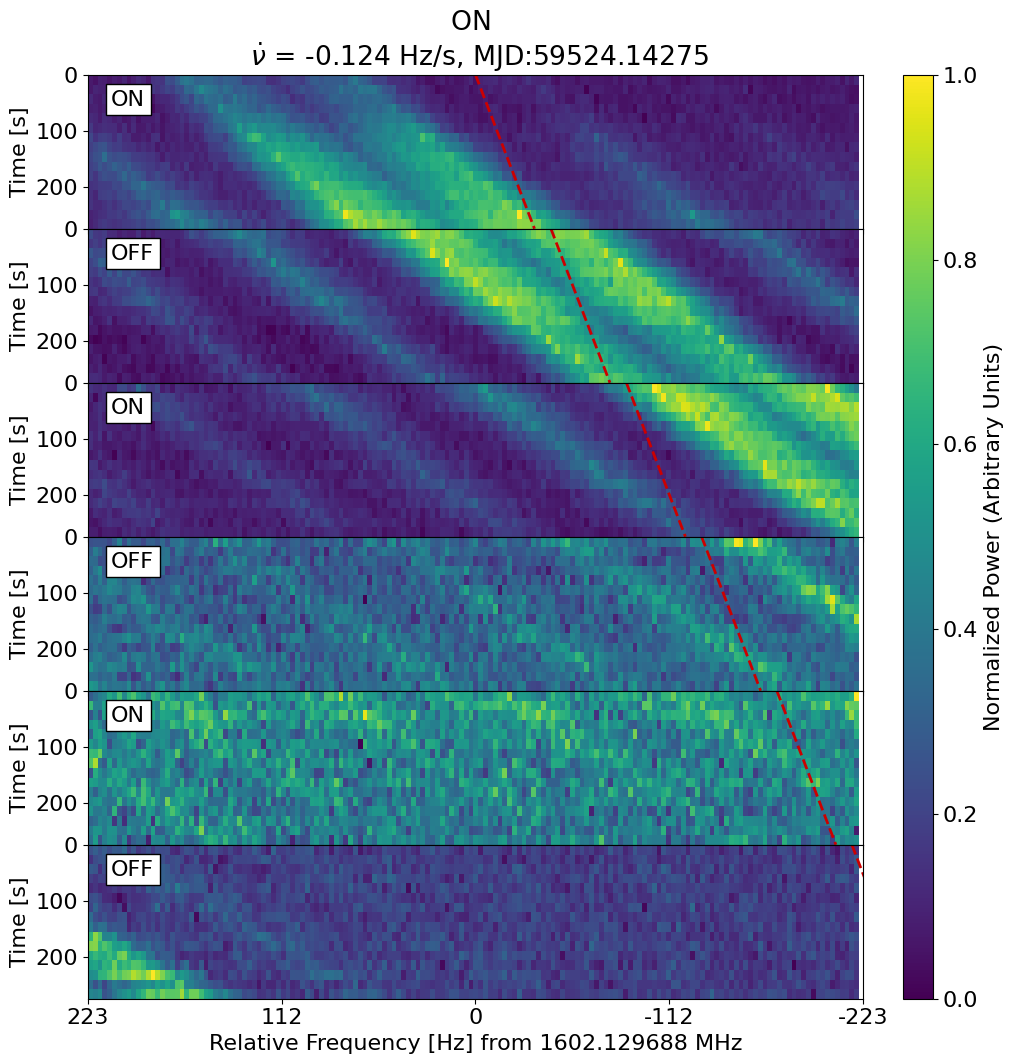 ON
ν̇ = -0.124 Hz/s, MJD:59524.14275
0
100
200
Time [s]
ON
0
100
200
Time [s]
OFF
0
100
200
Time [s]
ON
0
100
200
Time [s]
OFF
0
100
200
Time [s]
ON
0
100
200
Time [s]
OFF
223 112 0 -112 -223
Relative Frequency [Hz] from 1602.129688 MHz
1.0
0.8
0.6
0.4
0.2
0.0
Normalized Power (Arbitrary Units)